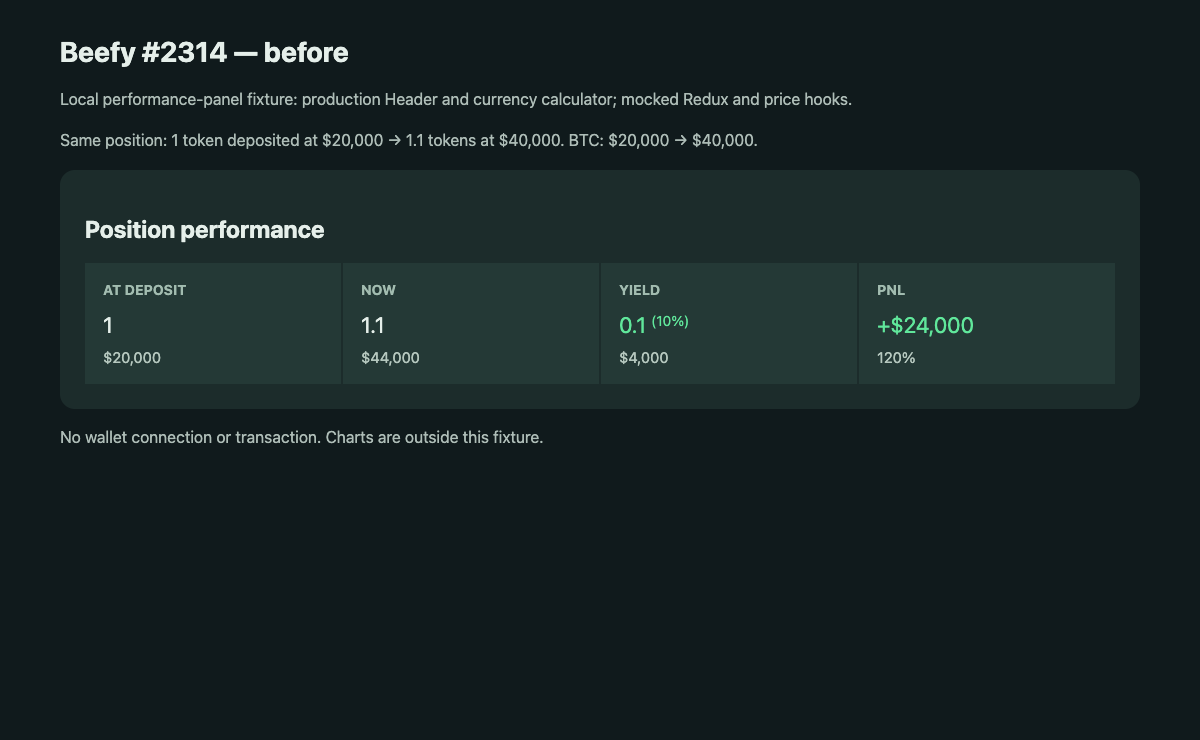 Beefy #2314 — before
Local performance-panel fixture: production Header and currency calculator; mocked Redux and price hooks.
Same position: 1 token deposited at $20,000 → 1.1 tokens at $40,000. BTC: $20,000 → $40,000.
Position performance
AT DEPOSIT
1
$20,000
NOW
1.1
$44,000
YIELD
0.1 (10%)
$4,000
PNL
+$24,000
120%
No wallet connection or transaction. Charts are outside this fixture.